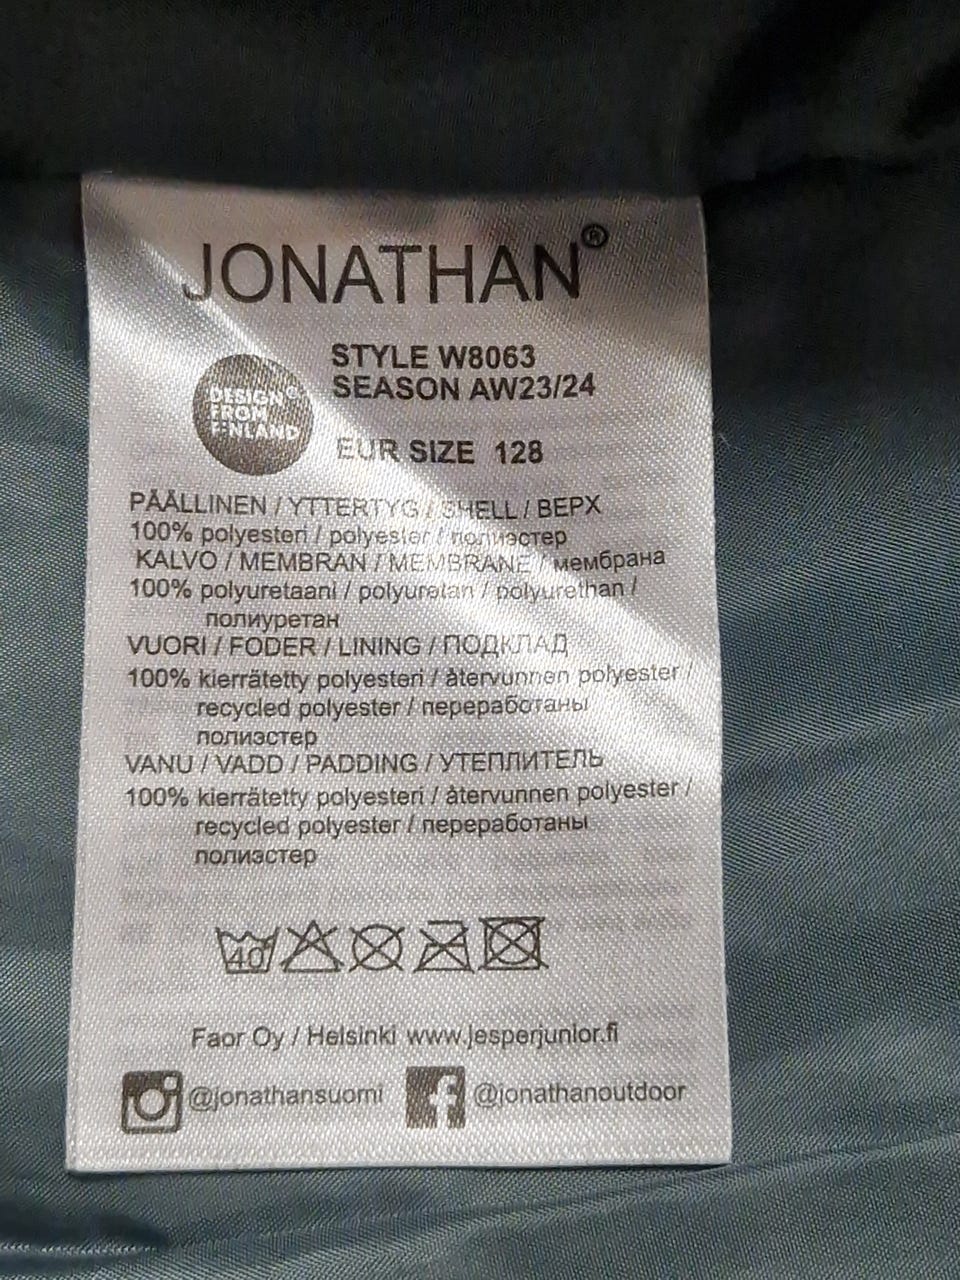 JONATHAN®
DESIGN®
FROM
FINLAND
STYLE W8063
SEASON AW23/24
EUR SIZE 128
PÄÄLLINEN / YTTERTYG / SHELL / ВЕРХ
100% polyesteri / polyester / полиэстер
KALVO / MEMBRAN / MEMBRANE / мембрана
100% polyuretaani / polyuretan / polyurethan /
полиуретан
VUORI / FODER / LINING / ПОДКЛАД
100% kierrätetty polyesteri / återvunnen polyester /
recycled polyester / переработаны
полиэстер
VANU / VADD / PADDING / УТЕПЛИТЕЛЬ
100% kierrätetty polyesteri / återvunnen polyester /
recycled polyester / переработаны
полиэстер
40
Faor Oy / Helsinki www.jesperjunior.fi
@jonathansuomi f @jonathanoutdoor